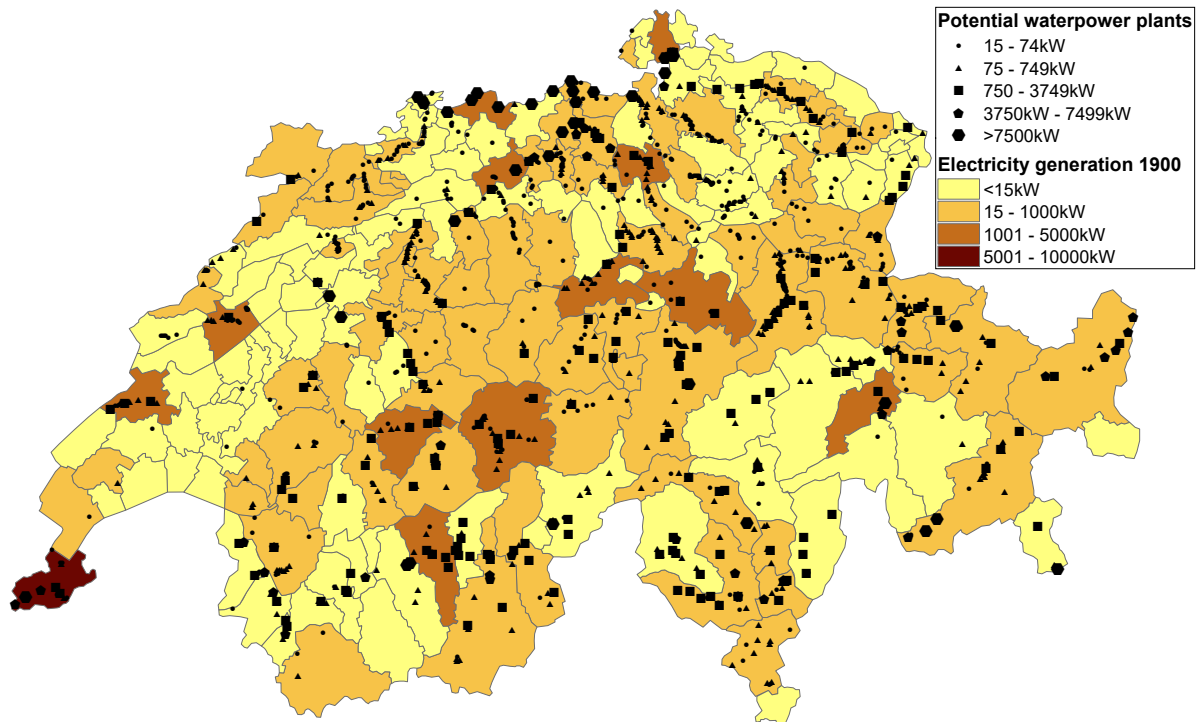 Potential waterpower plants
15 - 74kW
75 - 749kW
750 - 3749kW
3750kW - 7499kW
>7500kW
Electricity generation 1900
<15kW
15 - 1000kW
1001 - 5000kW
5001 - 10000kW